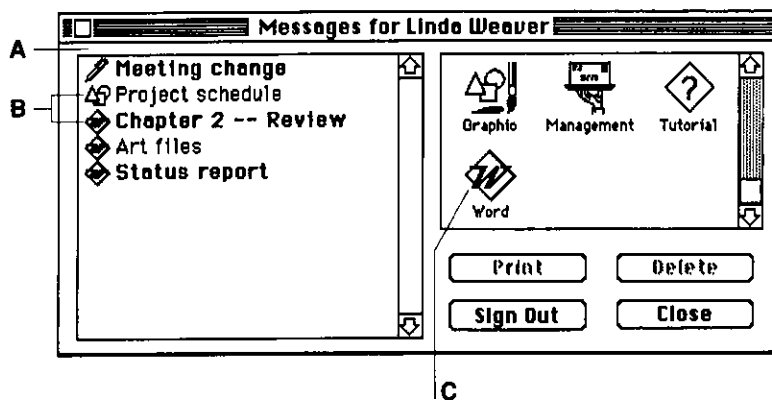 Messages for Linda Weaver
A
Meeting change
B
Project schedule
Chapter 2 -- Review
Art files
Status report
Graphic
Management
Tutorial
Word
Print
Delete
Sign Out
Close
C